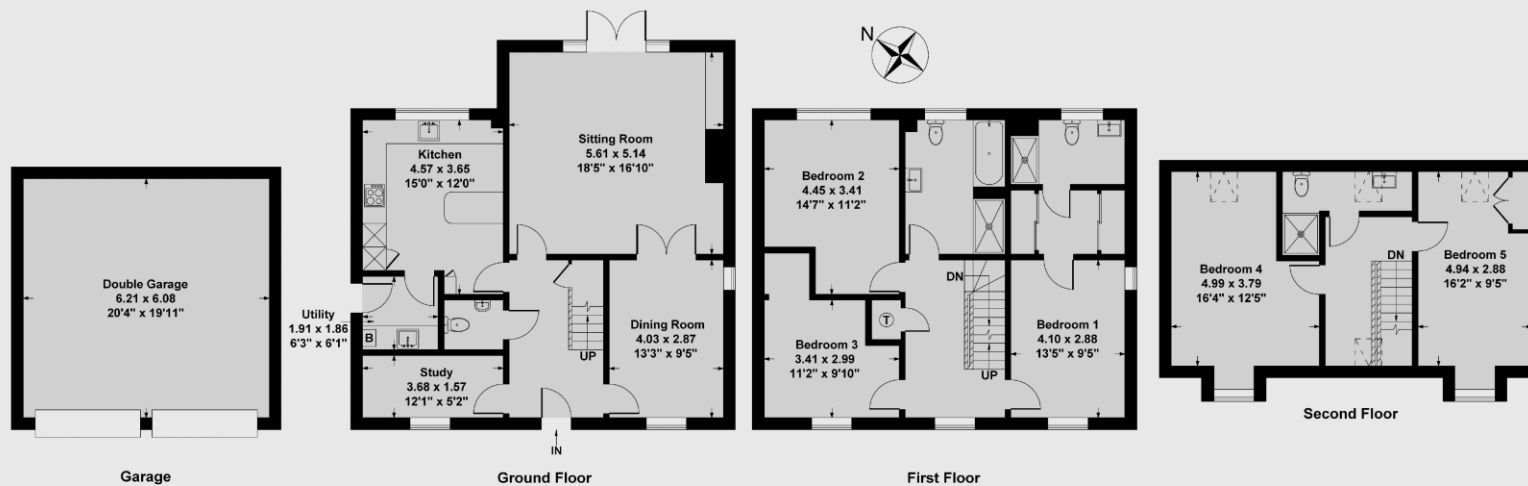 Double Garage
6.21 x 6.08
20'4" x 19'11"
Garage
N
Kitchen
4.57 x 3.65
15'0" x 12'0"
Sitting Room
5.61 x 5.14
18'5" x 16'10"
Utility
1.91 x 1.86
6'3" x 6'1"
B
Study
3.68 x 1.57
12'1" x 5'2"
UP
Dining Room
4.03 x 2.87
13'3" x 9'5"
IN
Ground Floor
Bedroom 2
4.45 x 3.41
14'7" x 11'2"
DN
T
Bedroom 3
3.41 x 2.99
11'2" x 9'10"
UP
Bedroom 1
4.10 x 2.88
13'5" x 9'5"
First Floor
Bedroom 4
4.99 x 3.79
16'4" x 12'5"
DN
Bedroom 5
4.94 x 2.88
16'2" x 9'5"
Second Floor